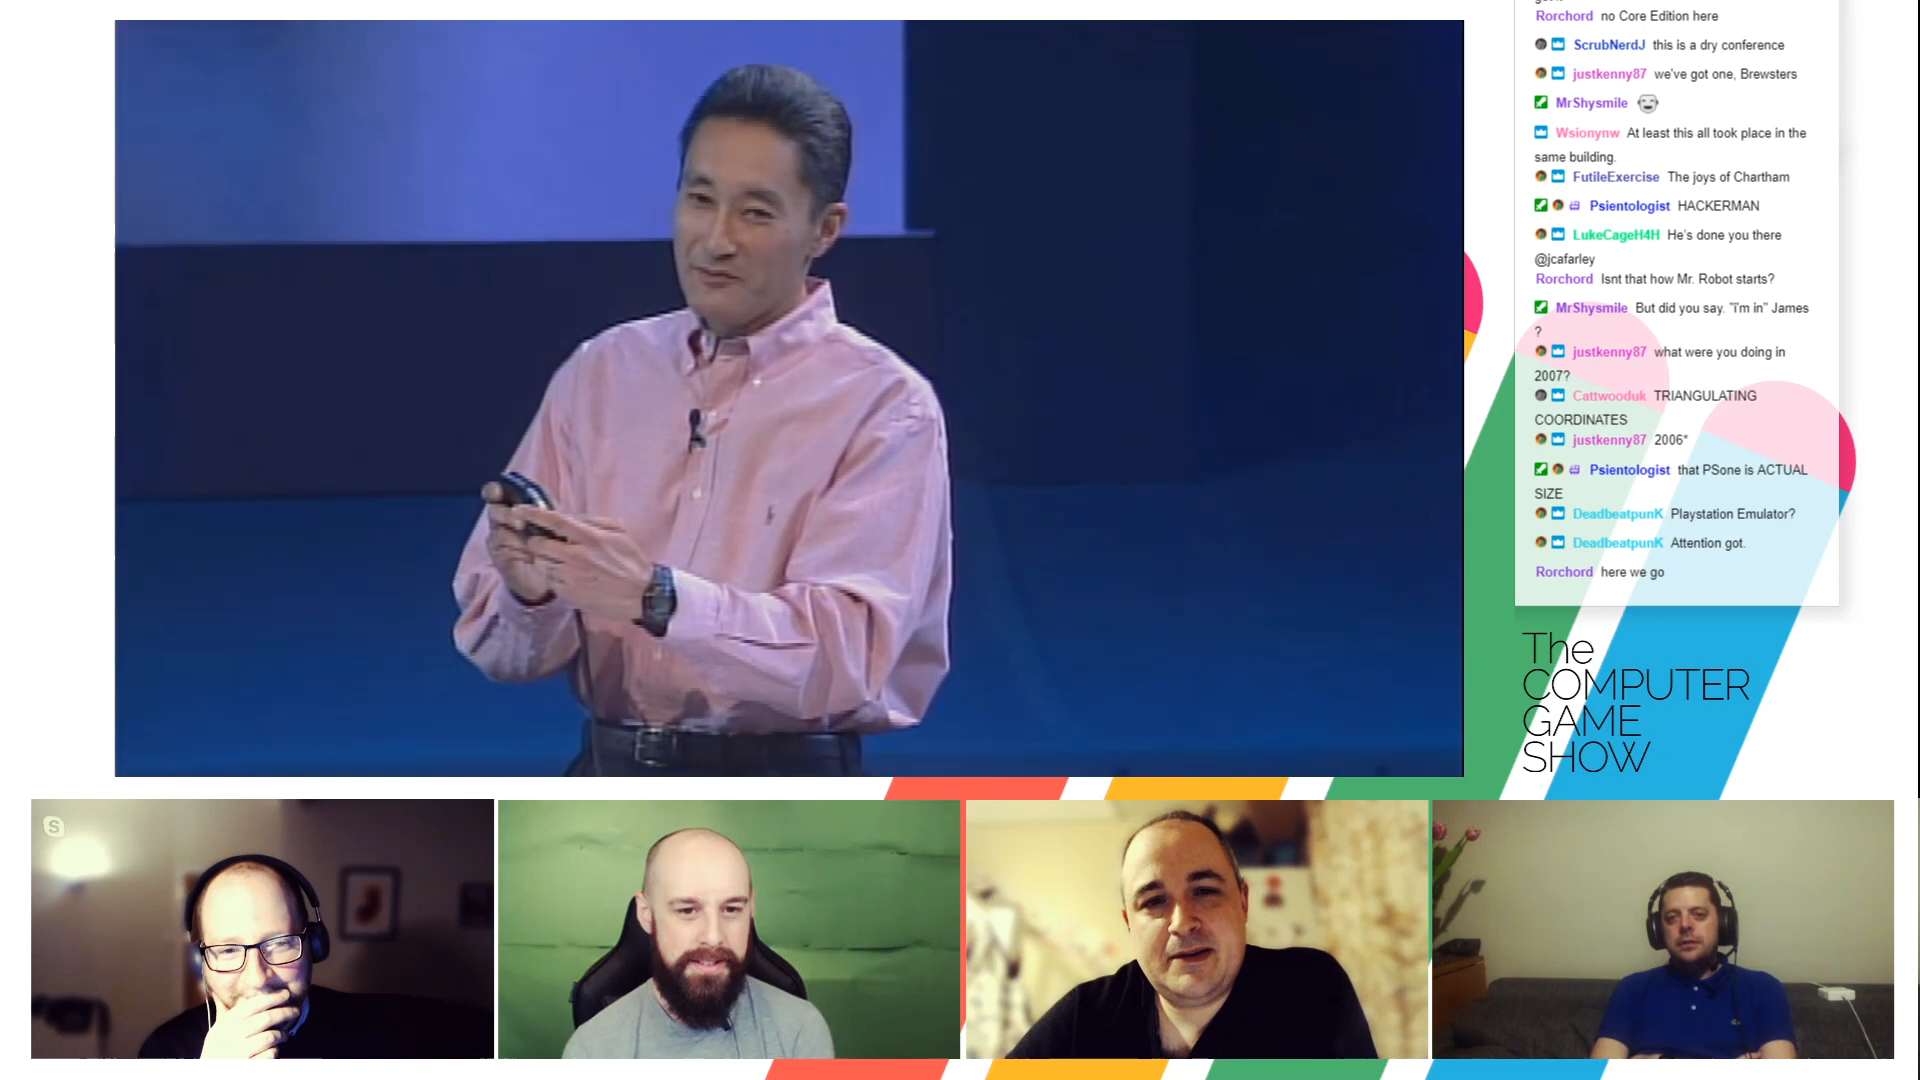 Rorchord no Core Edition here
ScrubNerdJ this is a dry conference
justkenny87 we've got one, Brewsters
MrShysmile
Wsionynw At least this all took place in the
same building.
FutileExercise The joys of Chartham
Psientologist HACKERMAN
LukeCageH4H He's done you there
@jcafarley
Rorchord Isnt that how Mr. Robot starts?
MrShysmile But did you say. "i'm in" James
?
justkenny87 what were you doing in
2007?
Cattwooduk TRIANGULATING
COORDINATES
justkenny87 2006*
Psientologist that PSone is ACTUAL
SIZE
DeadbeatpunK Playstation Emulator?
DeadbeatpunK Attention got.
Rorchord here we go
The
COMPUTER
GAME
SHOW
S